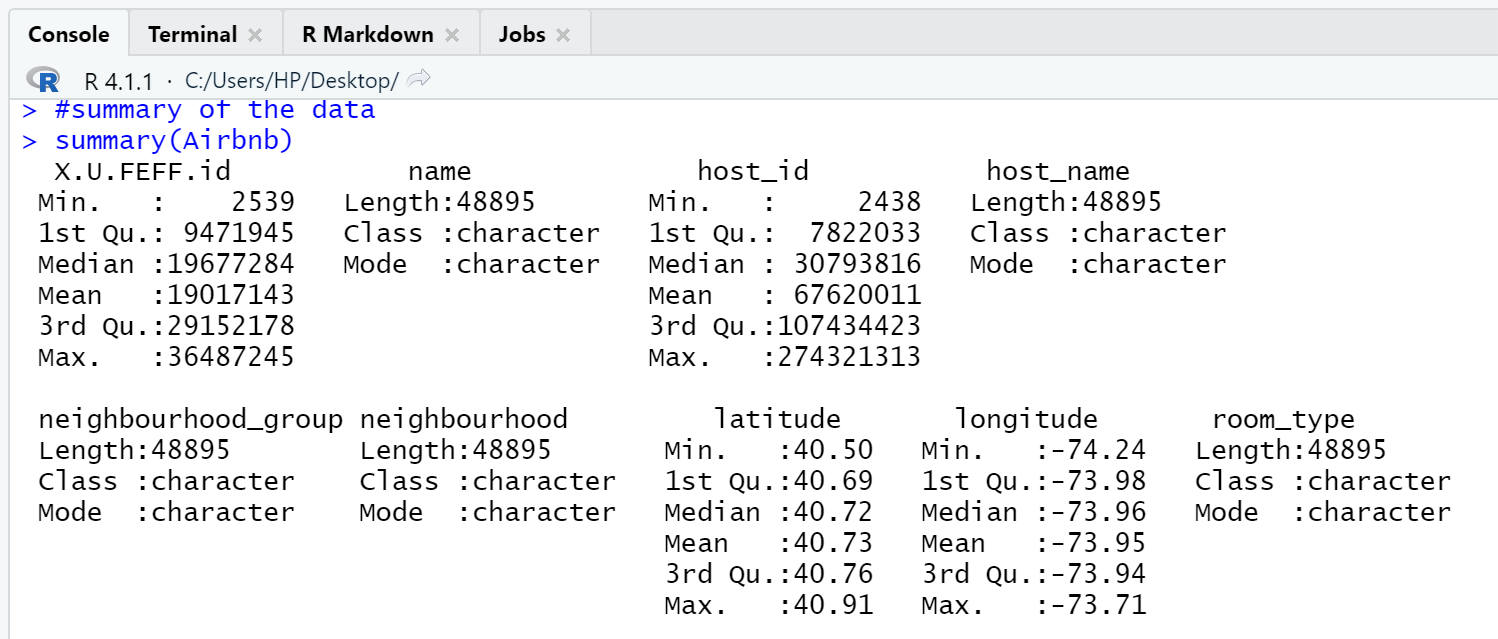 Console Terminal × R Markdown × Jobs ×
R R 4.1.1 · C:/Users/HP/Desktop/
> #summary of the data
> summary(Airbnb)
X.U.FEFF.id name host_id host_name
Min. : 2539 Length:48895 Min. : 2438 Length:48895
1st Qu.: 9471945 Class :character 1st Qu.: 7822033 Class :character
Median :19677284 Mode :character Median : 30793816 Mode :character
Mean :19017143 Mean : 67620011
3rd Qu.:29152178 3rd Qu.:107434423
Max. :36487245 Max. :274321313
neighbourhood_group neighbourhood latitude longitude room_type
Length:48895 Length:48895 Min. :40.50 Min. :-74.24 Length:48895
Class :character Class :character 1st Qu.:40.69 1st Qu.:-73.98 Class :character
Mode :character Mode :character Median :40.72 Median :-73.96 Mode :character
Mean :40.73 Mean :-73.95
3rd Qu.:40.76 3rd Qu.:-73.94
Max. :40.91 Max. :-73.71